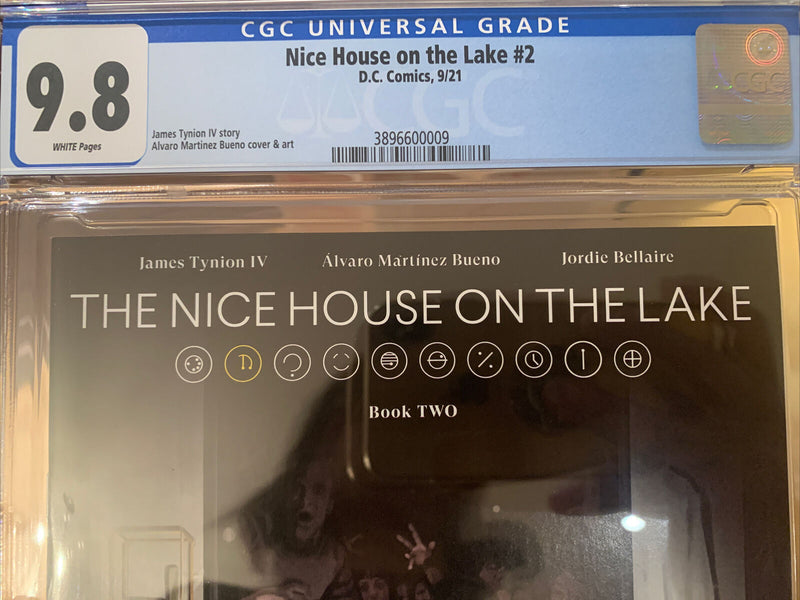 CGC UNIVERSAL GRADE
9.8
WHITE Pages
Nice House on the Lake #2
D.C. Comics, 9/21
James Tynion IV story
Alvaro Martinez Bueno cover & art
CGC
3896600009
CGC
James Tynion IV Álvaro Martínez Bueno Jordie Bellaire
THE NICE HOUSE ON THE LAKE
Book TWO